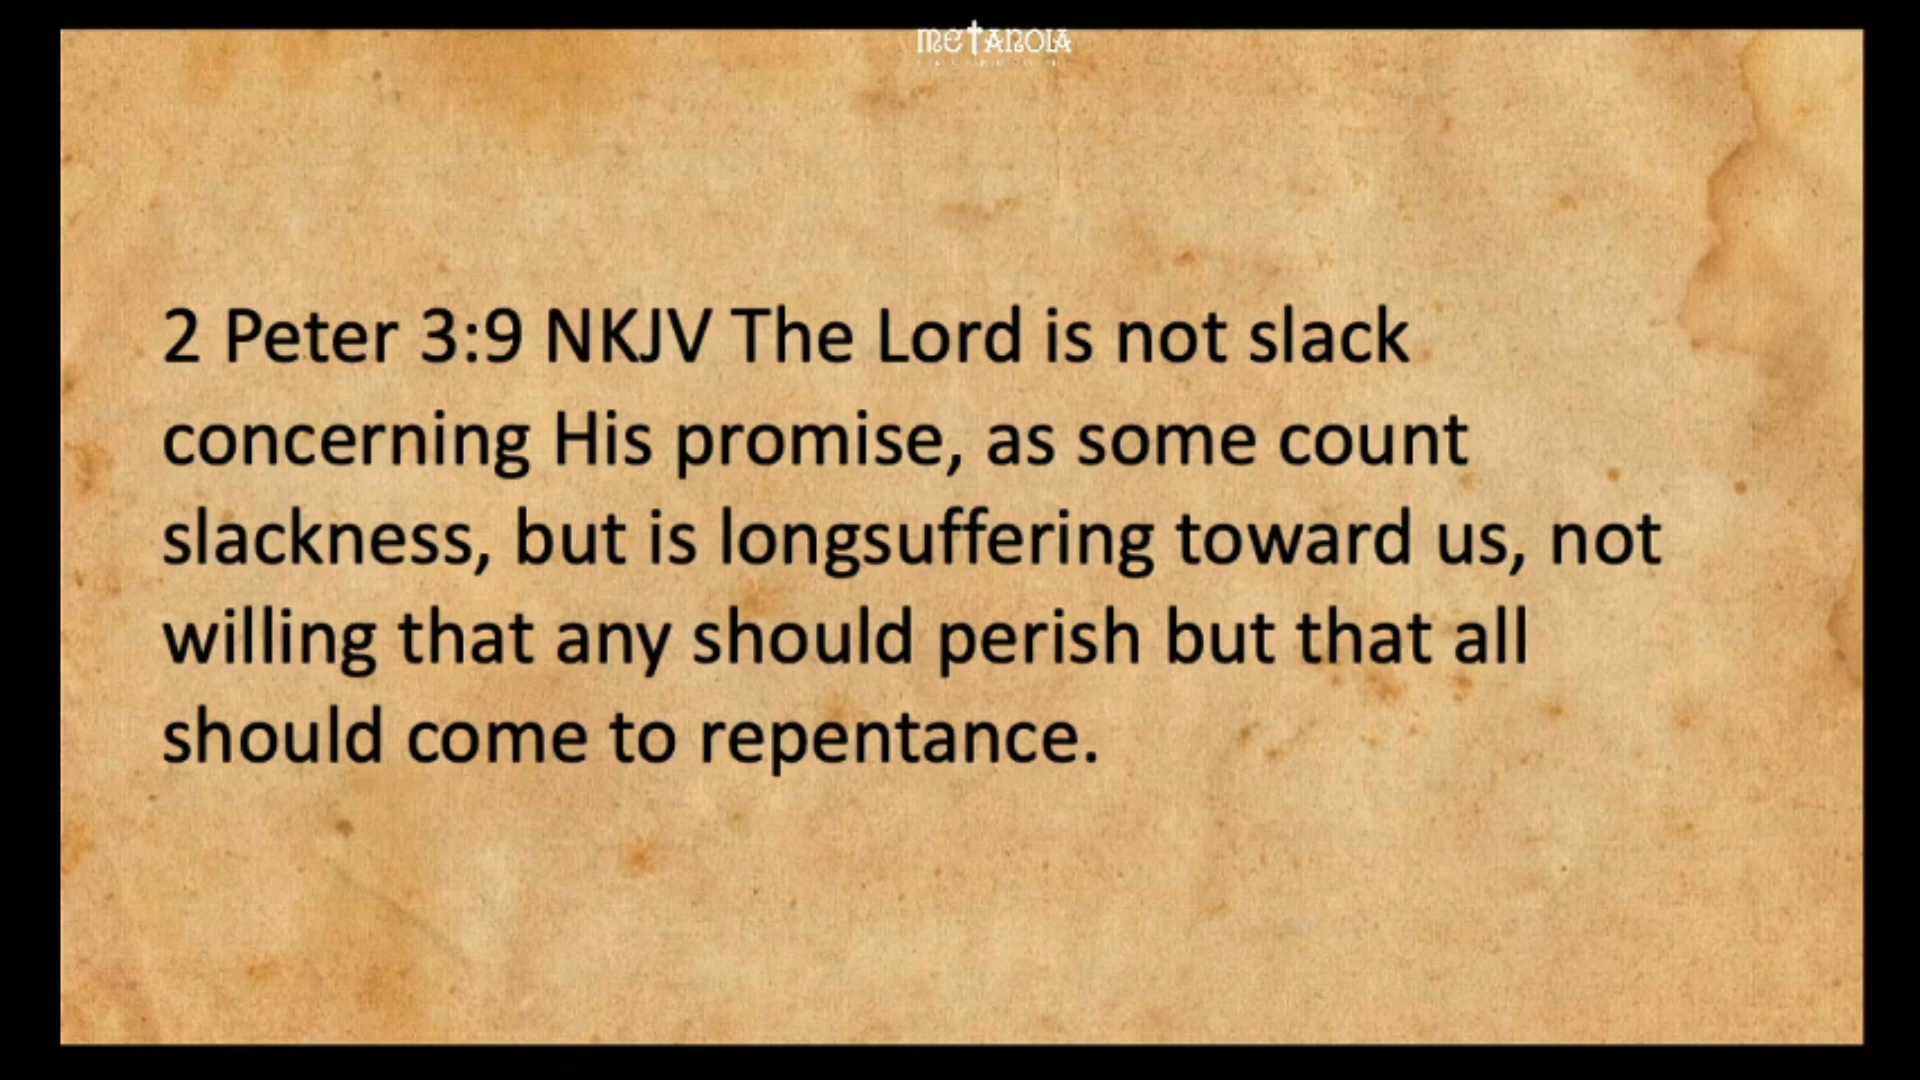 METANOIA
2 Peter 3:9 NKJV The Lord is not slack
concerning His promise, as some count
slackness, but is longsuffering toward us, not
willing that any should perish but that all
should come to repentance.